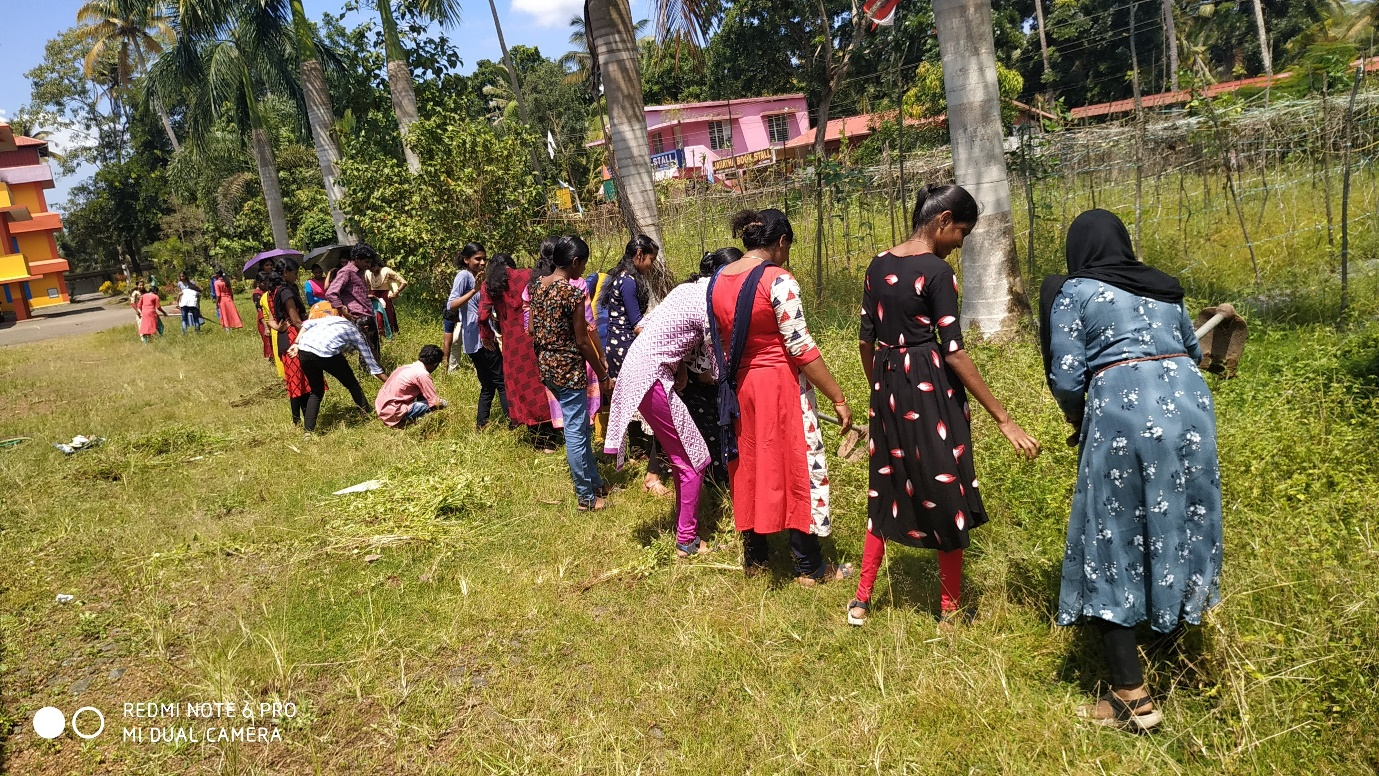 STALL
BOOK STALL
REDMI NOTE 6 PRO
MI DUAL CAMERA